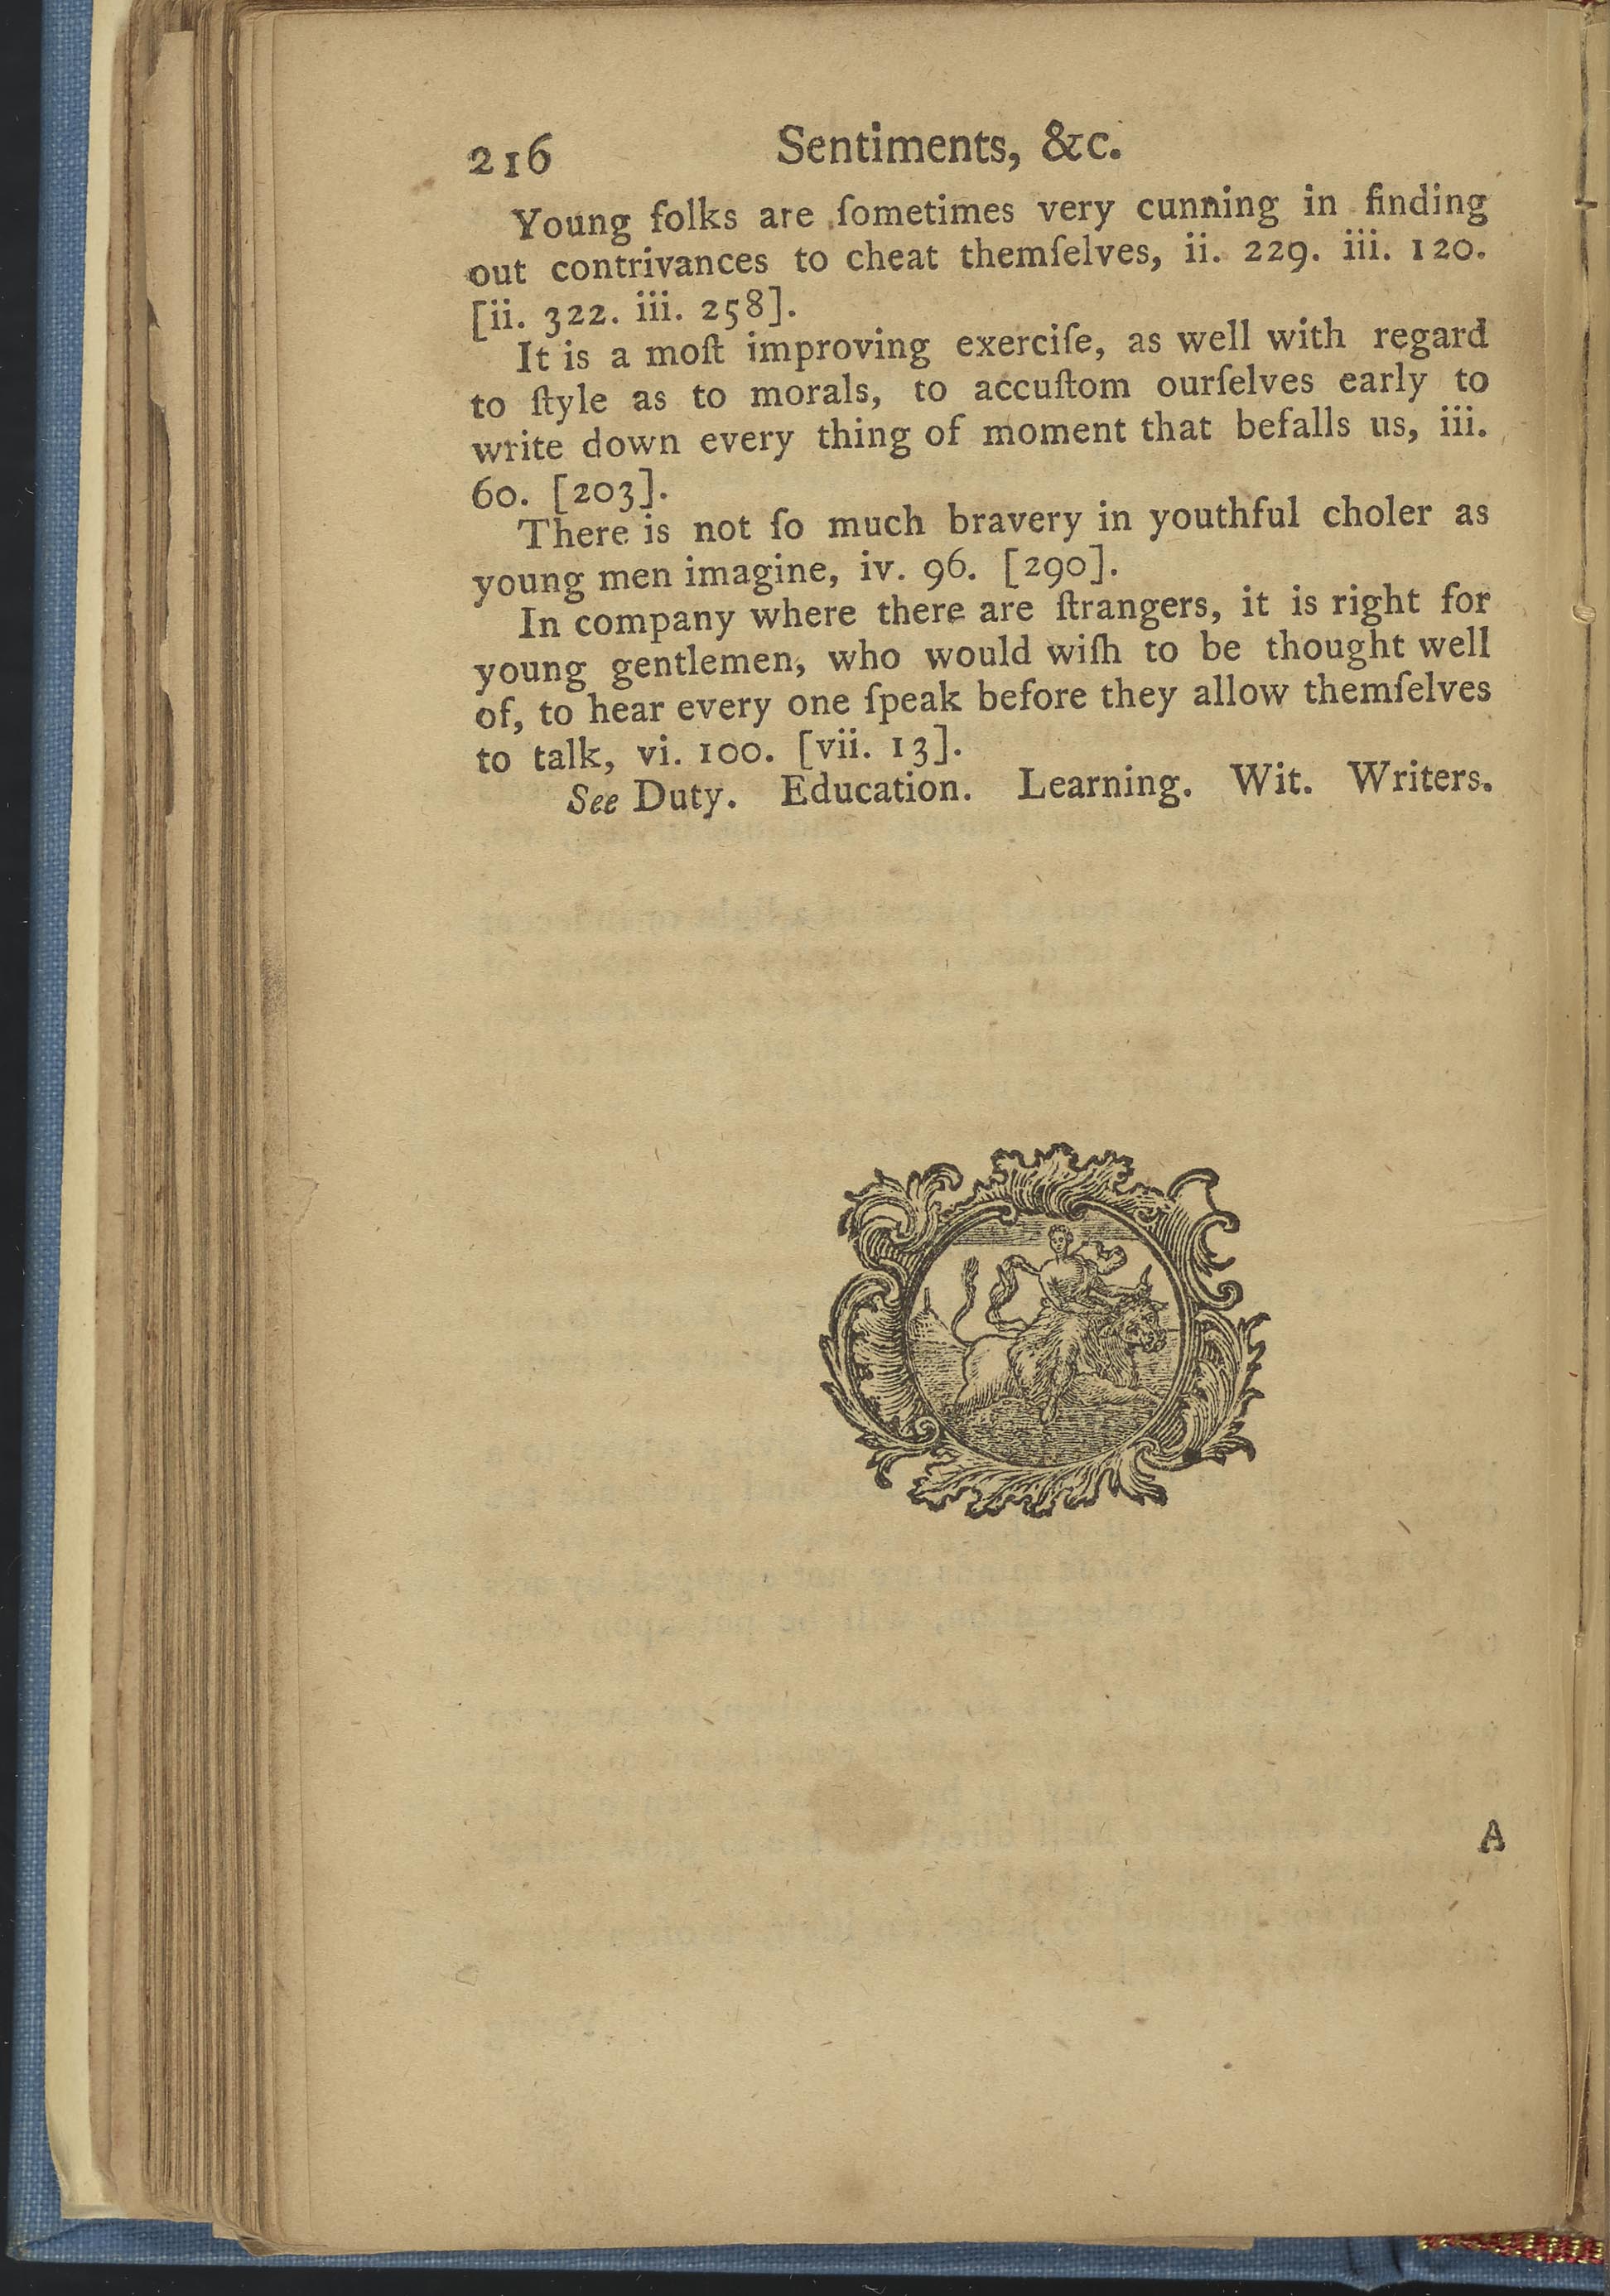 216 Sentiments, &c.
Young folks are ſometimes very cunning in finding
out contrivances to cheat themſelves, ii. 229. iii. 120.
[ii. 322. iii. 258].
It is a moſt improving exerciſe, as well with regard
to ſtyle as to morals, to accuſtom ourſelves early to
write down every thing of moment that befalls us, iii.
60. [203].
There is not ſo much bravery in youthful choler as
young men imagine, iv. 96. [290].
In company where there are ſtrangers, it is right for
young gentlemen, who would wiſh to be thought well
of, to hear every one ſpeak before they allow themſelves
to talk, vi. 100. [vii. 13].
See Duty. Education. Learning. Wit. Writers.
A